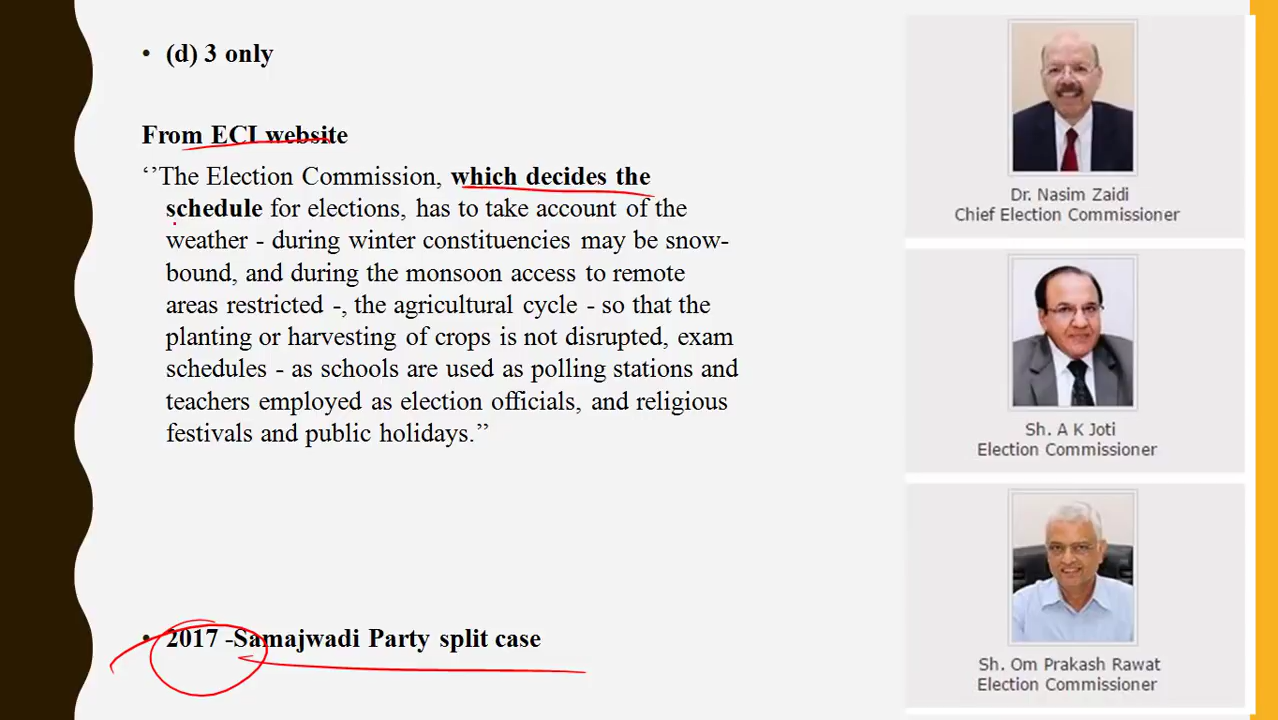 • (d) 3 only
From ECI website
‘’The Election Commission, which decides the
schedule for elections, has to take account of the
weather - during winter constituencies may be snow-
bound, and during the monsoon access to remote
areas restricted -, the agricultural cycle - so that the
planting or harvesting of crops is not disrupted, exam
schedules - as schools are used as polling stations and
teachers employed as election officials, and religious
festivals and public holidays.’’
• 2017 -Samajwadi Party split case
Dr. Nasim Zaidi
Chief Election Commissioner
Sh. A K Joti
Election Commissioner
Sh. Om Prakash Rawat
Election Commissioner